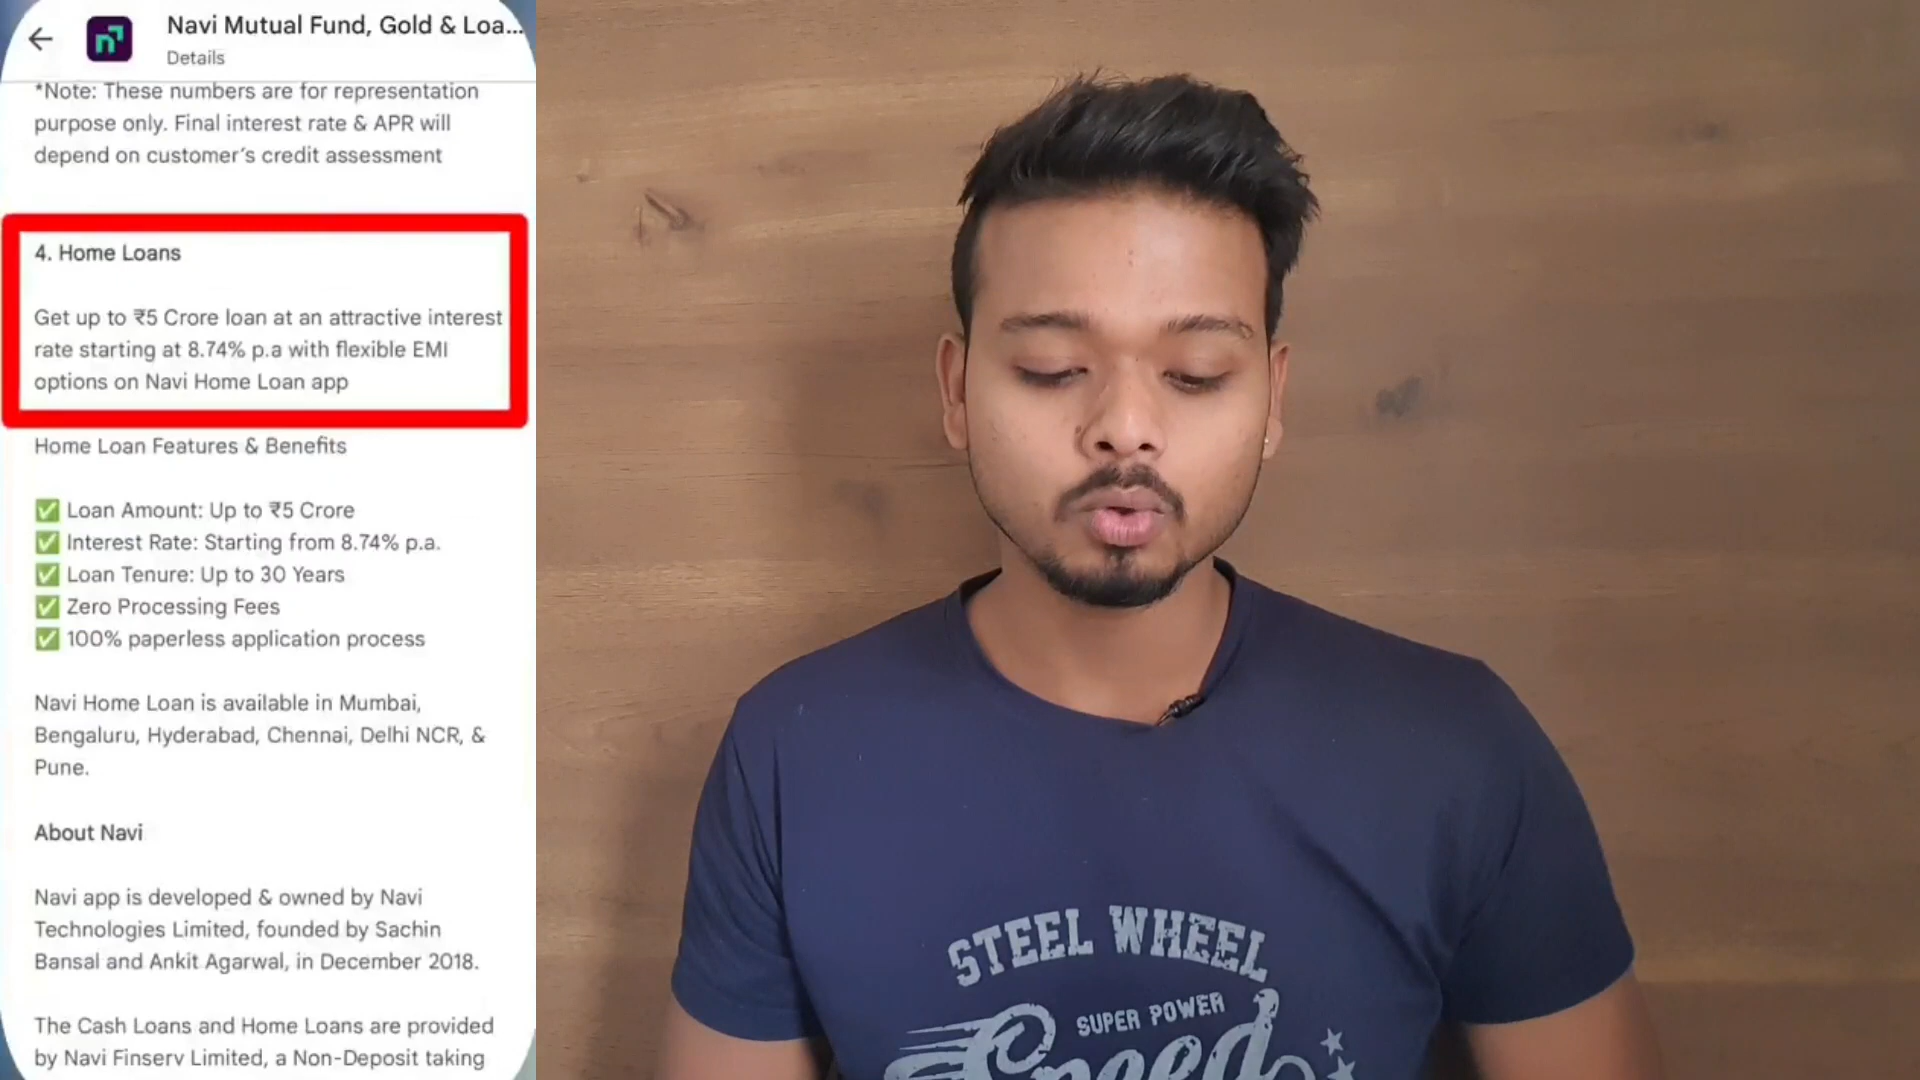 Navi Mutual Fund, Gold & Loa...
Details
*Note: These numbers are for representation
purpose only. Final interest rate & APR will
depend on customer's credit assessment
4. Home Loans
Get up to ₹5 Crore loan at an attractive interest
rate starting at 8.74% p.a with flexible EMI
options on Navi Home Loan app
Home Loan Features & Benefits
✅ Loan Amount: Up to ₹5 Crore
✅ Interest Rate: Starting from 8.74% p.a.
✅ Loan Tenure: Up to 30 Years
✅ Zero Processing Fees
✅ 100% paperless application process
Navi Home Loan is available in Mumbai,
Bengaluru, Hyderabad, Chennai, Delhi NCR, &
Pune.
About Navi
Navi app is developed & owned by Navi
Technologies Limited, founded by Sachin
Bansal and Ankit Agarwal, in December 2018.
The Cash Loans and Home Loans are provided
by Navi Finserv Limited, a Non-Deposit taking
STEEL WHEEL
SUPER POWER
Speed